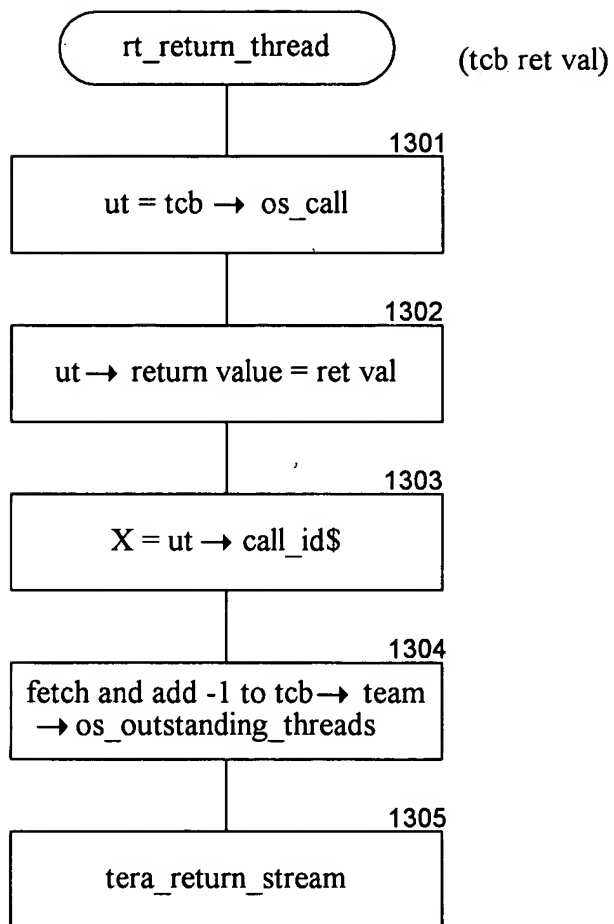 rt_return_thread
(tcb ret val)
1301
ut = tcb → os_call
1302
ut → return value = ret val
1303
X = ut → call_id$
1304
fetch and add -1 to tcb → team
→ os_outstanding_threads
1305
tera_return_stream